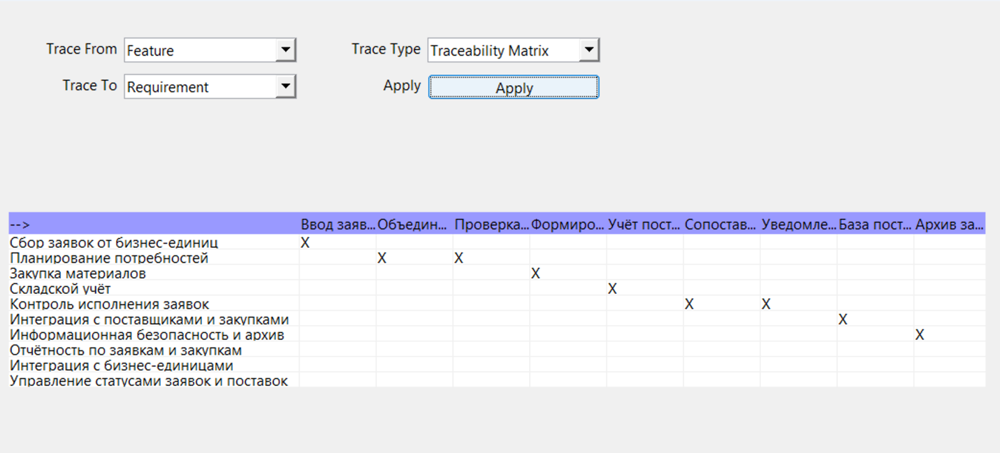 Trace From Feature Trace Type Traceability Matrix
Trace To Requirement Apply Apply
--> Ввод заяв... Объедин... Проверка... Формиро... Учёт пост... Сопостав... Уведомле... База пост... Архив за...
Сбор заявок от бизнес-единиц X
Планирование потребностей X X
Закупка материалов X
Складской учёт X
Контроль исполнения заявок X X
Интеграция с поставщиками и закупками X
Информационная безопасность и архив X
Отчётность по заявкам и закупкам
Интеграция с бизнес-единицами
Управление статусами заявок и поставок